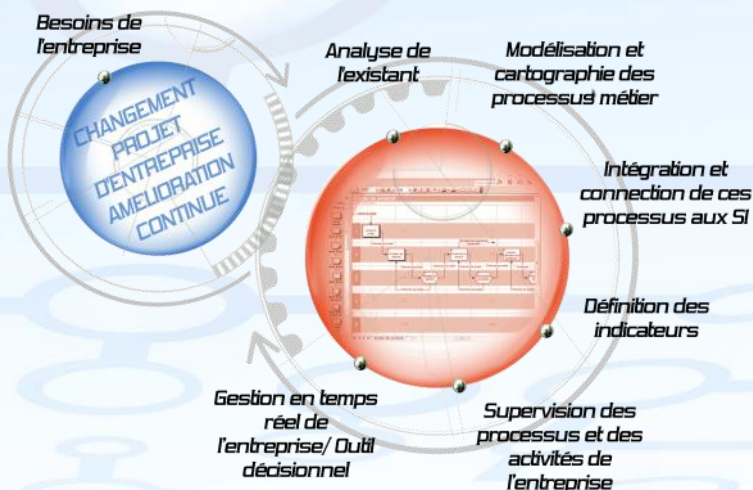 Besoins de
l'entreprise
CHANGEMENT
PROJET
D'ENTREPRISE
AMELIORATION
CONTINUE
Analyse de
l'existant
Modélisation et
cartographie des
processus métier
Intégration et
connection de ces
processus aux SI
Définition des
indicateurs
Supervision des
processus et des
activités de
l'entreprise
Gestion en temps
réel de
l'entreprise/ Outil
décisionnel